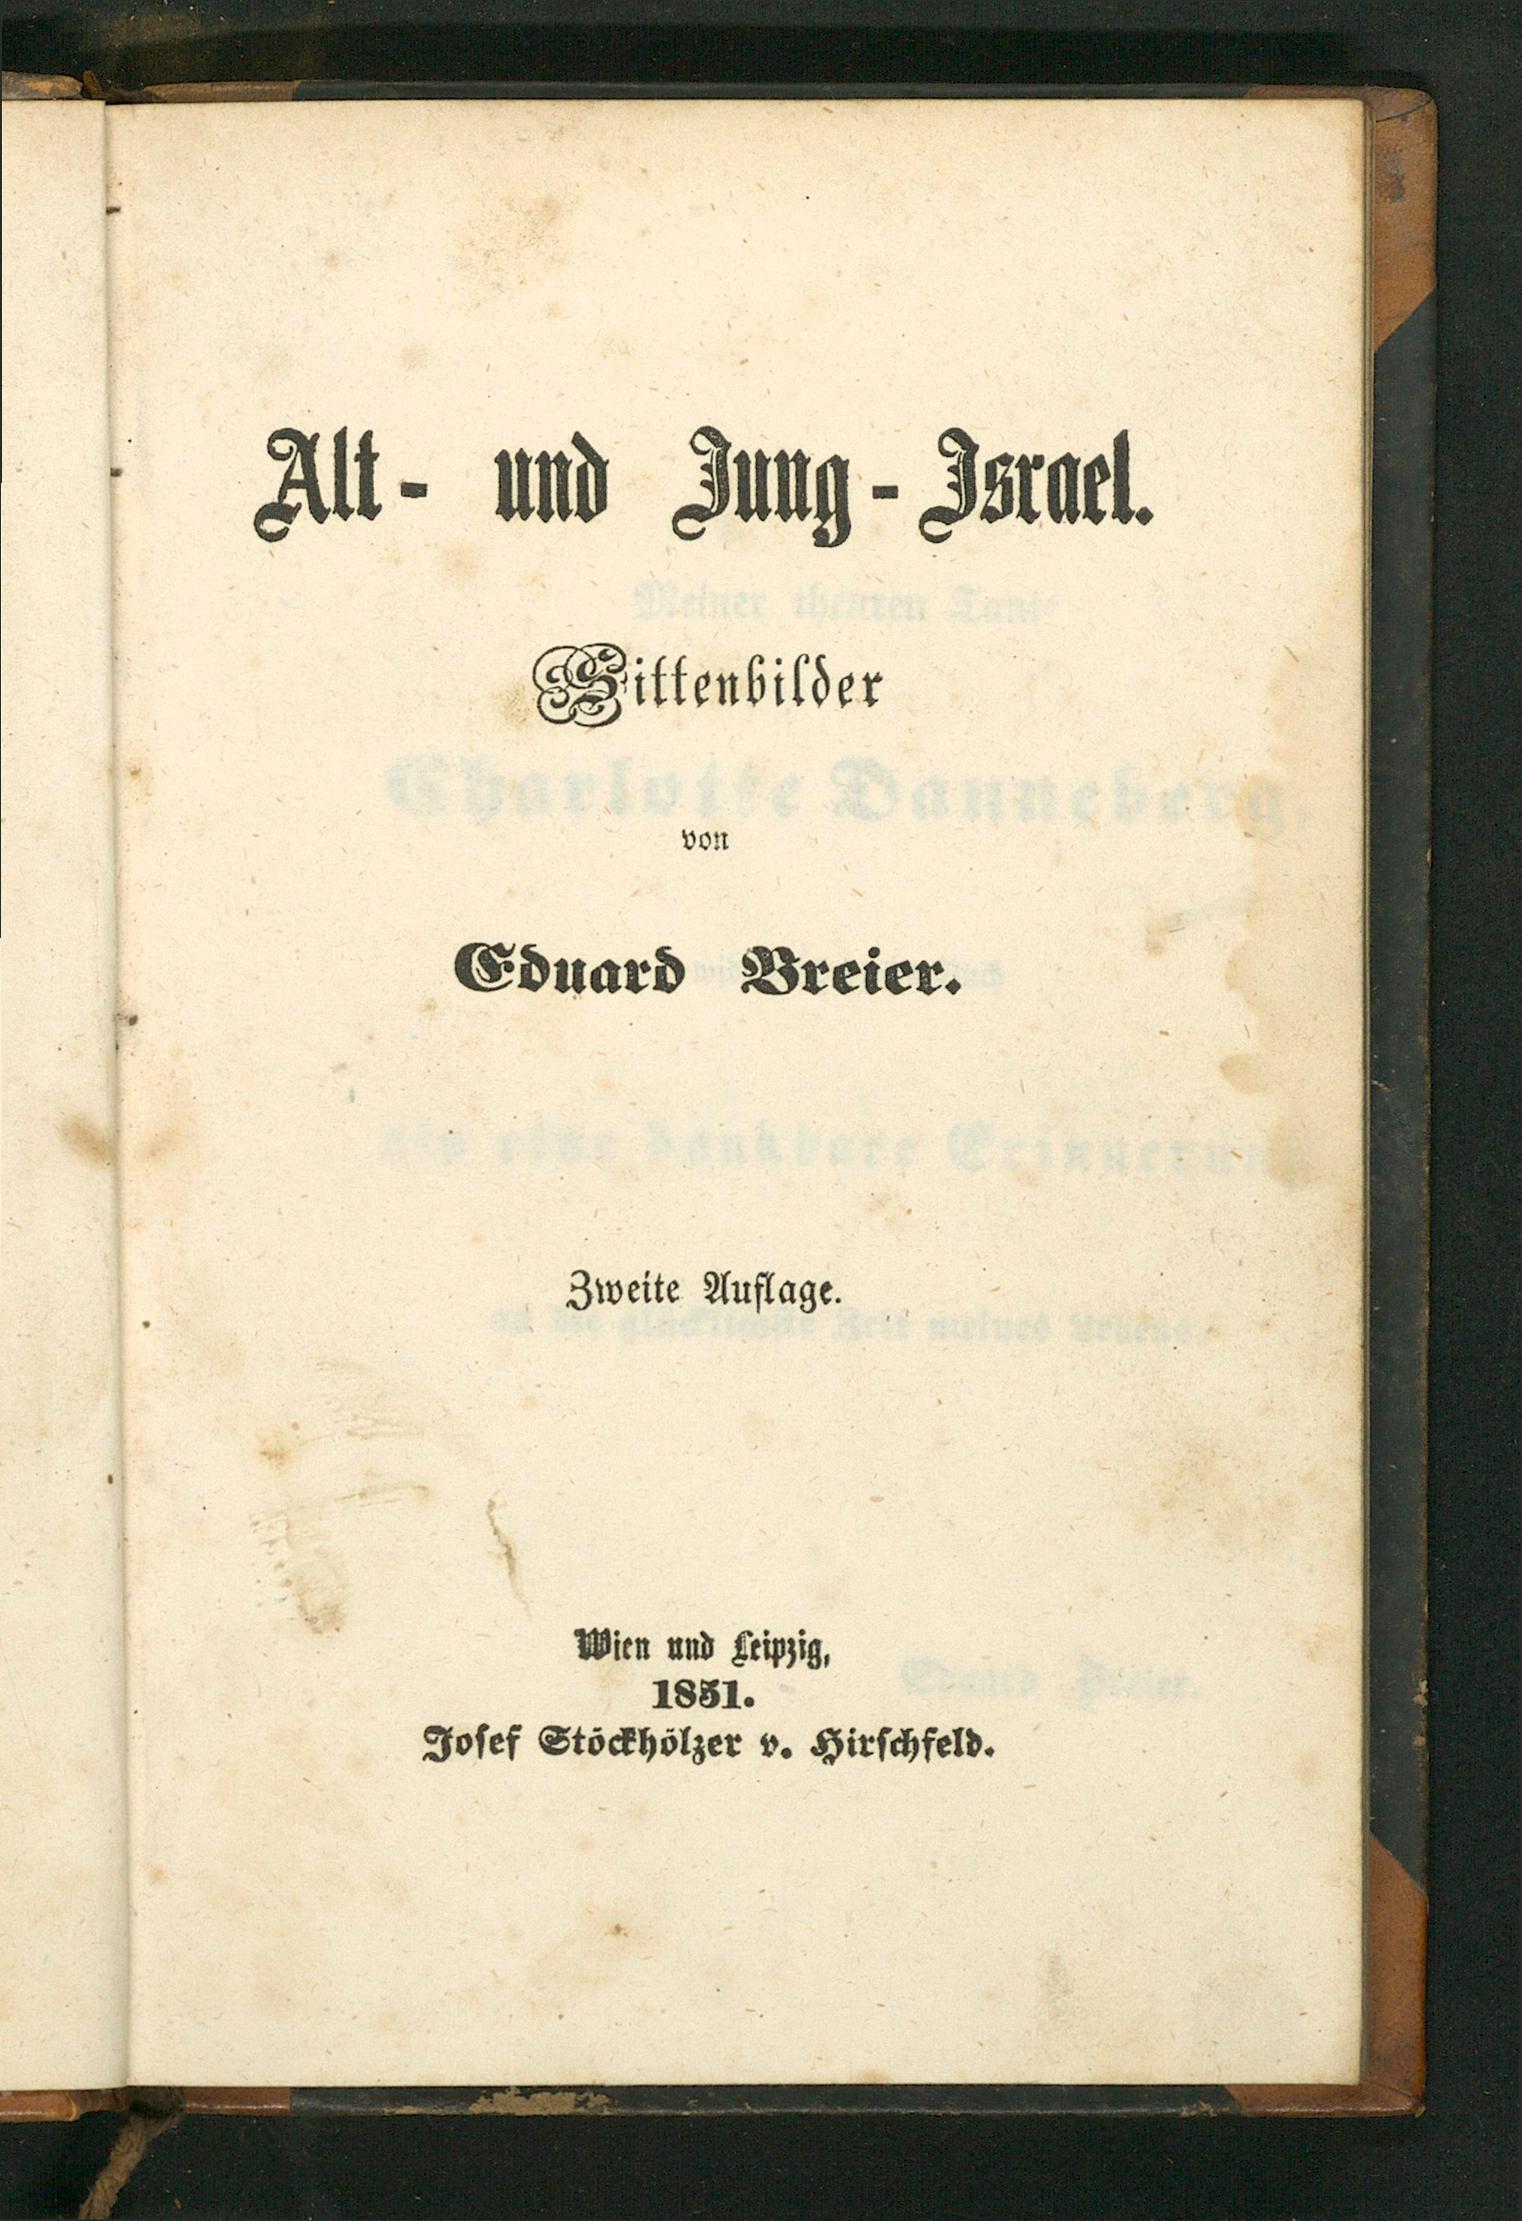 Alt- und Jung-Israel.
Sittenbilder
von
Eduard Breier.
Zweite Auflage.
Wien und Leipzig,
1851.
Josef Stöckhölzer v. Hirschfeld.